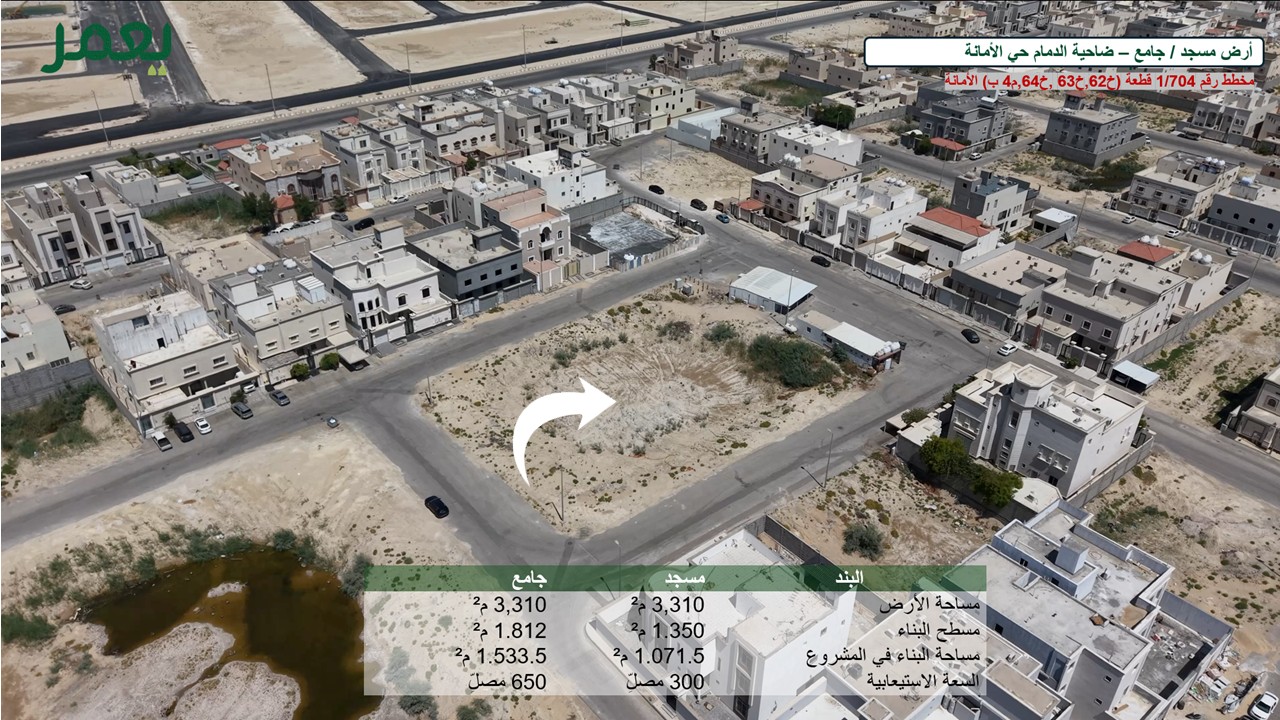 يعمر
أرض مسجد / جامع – ضاحية الدمام حي الأمانة
مخطط رقم 1/704 قطعة (خ62,خ63 ,خ64,م4 ب) الأمانة
البند مسجد جامع
مساحة الأرض 3,310 م² 3,310 م²
مسطح البناء 1.350 م² 1.812 م²
مساحة البناء في المشروع 1.071.5 م² 1.533.5 م²
السعة الاستيعابية 300 مصلّ 650 مصلّ